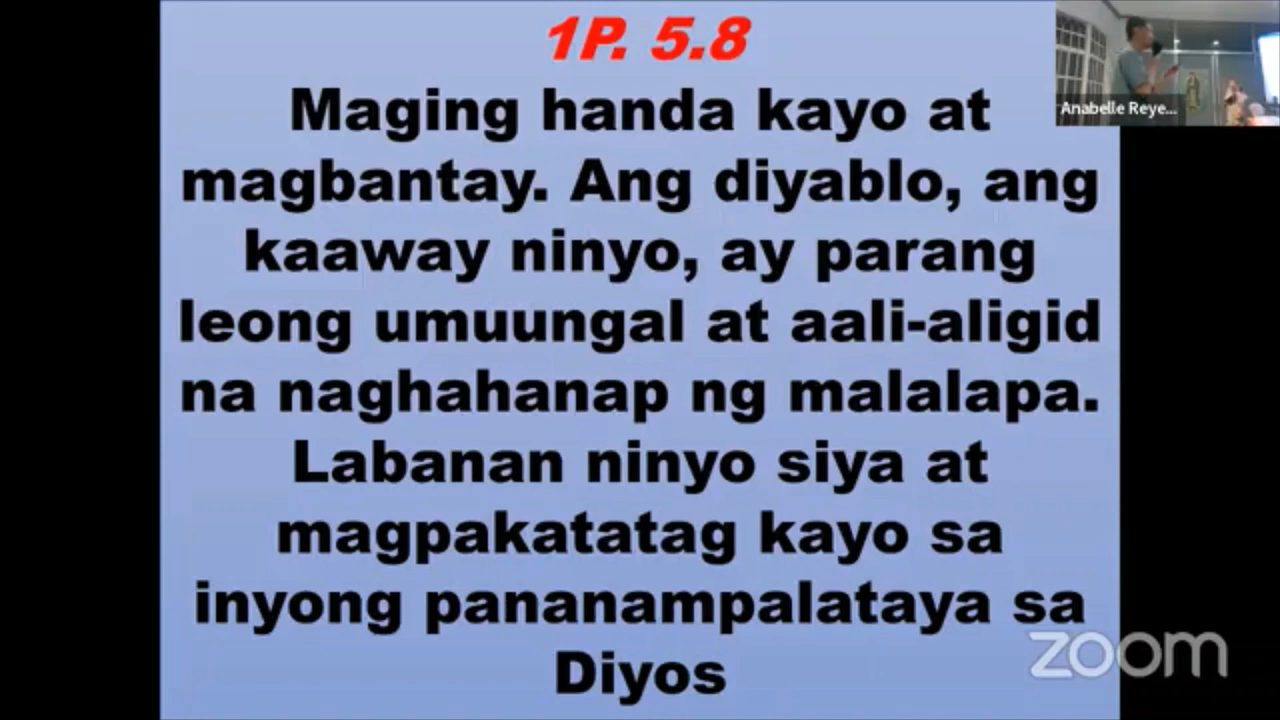 1P. 5.8
Maging handa kayo at
magbantay. Ang diyablo, ang
kaaway ninyo, ay parang
leong umuungal at aali-aligid
na naghahanap ng malalapa.
Labanan ninyo siya at
magpakatatag kayo sa
inyong pananampalataya sa
Diyos
Anabelle Reye...
zoom